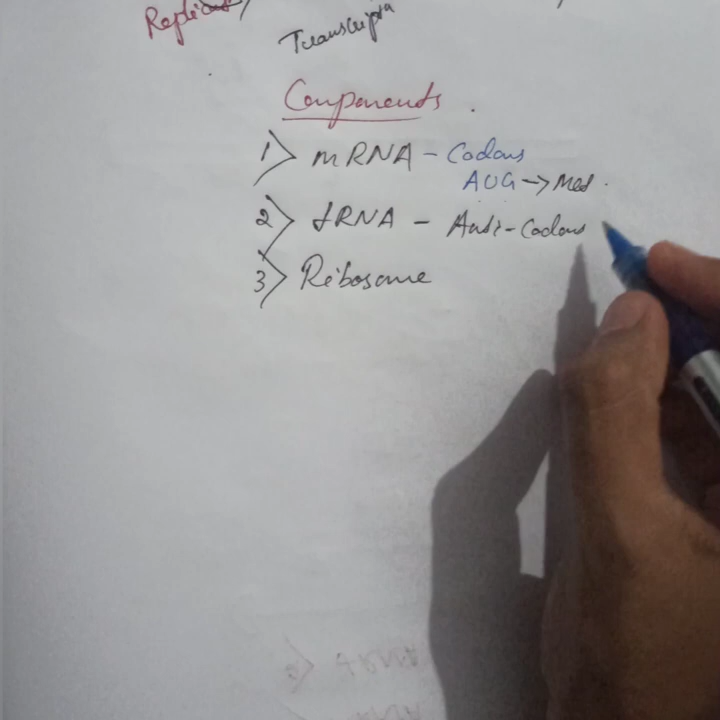 Transcription
Components.
1) mRNA - Codons
AUG → Met.
2) tRNA - Anti-Codons
3) Ribosome